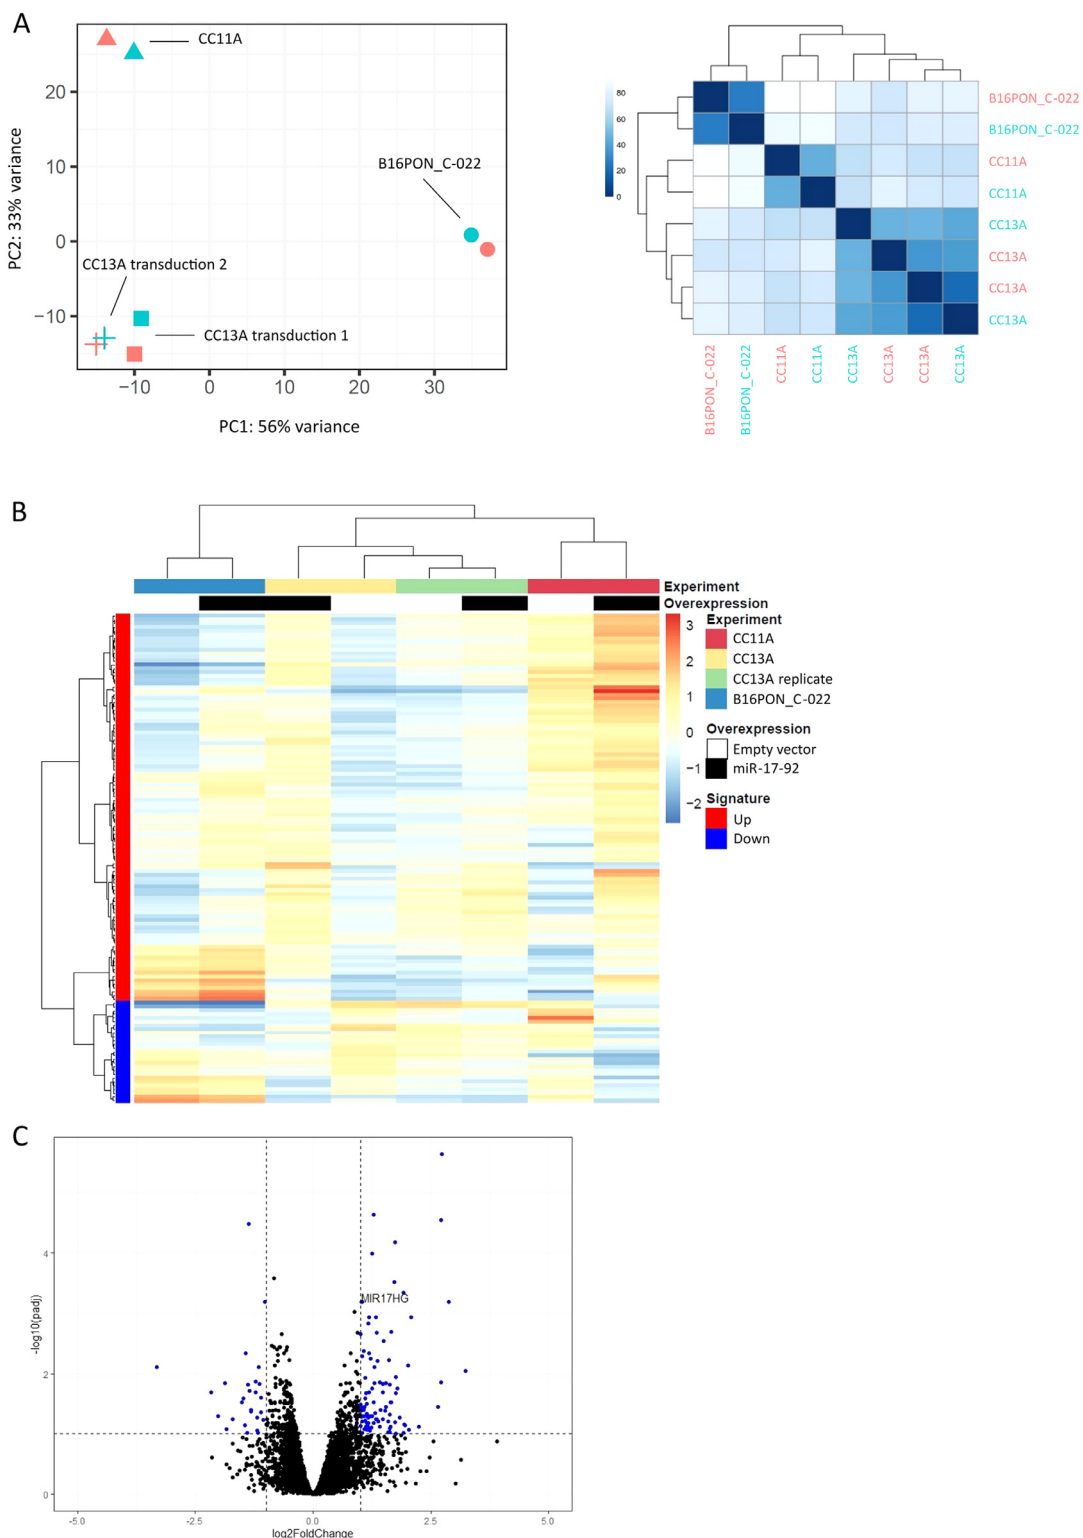 A
CC11A
B16PON_C-022
CC13A transduction 2
CC13A transduction 1
20
10
0
−10
−10
0
10
20
30
PC2: 33% variance
PC1: 56% variance
80
60
40
20
0
B16PON_C-022
B16PON_C-022
CC11A
CC11A
CC13A
CC13A
CC13A
CC13A
B16PON_C-022
B16PON_C-022
CC11A
CC11A
CC13A
CC13A
CC13A
CC13A
B
Experiment
Overexpression
3
2
1
0
−1
−2
Experiment
CC11A
CC13A
CC13A replicate
B16PON_C-022
Overexpression
Empty vector
miR-17-92
Signature
Up
Down
C
MIR17HG
4
2
0
-log10(padj)
-5.0
-2.5
0.0
2.5
5.0
log2FoldChange